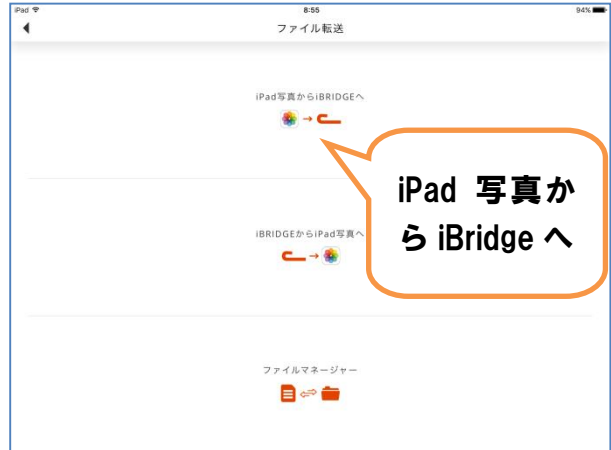 iPad 8:55 94%
ファイル転送
iPad写真からiBRIDGEへ
iPad 写真か
ら iBridge へ
iBRIDGEからiPad写真へ
ファイルマネージャー